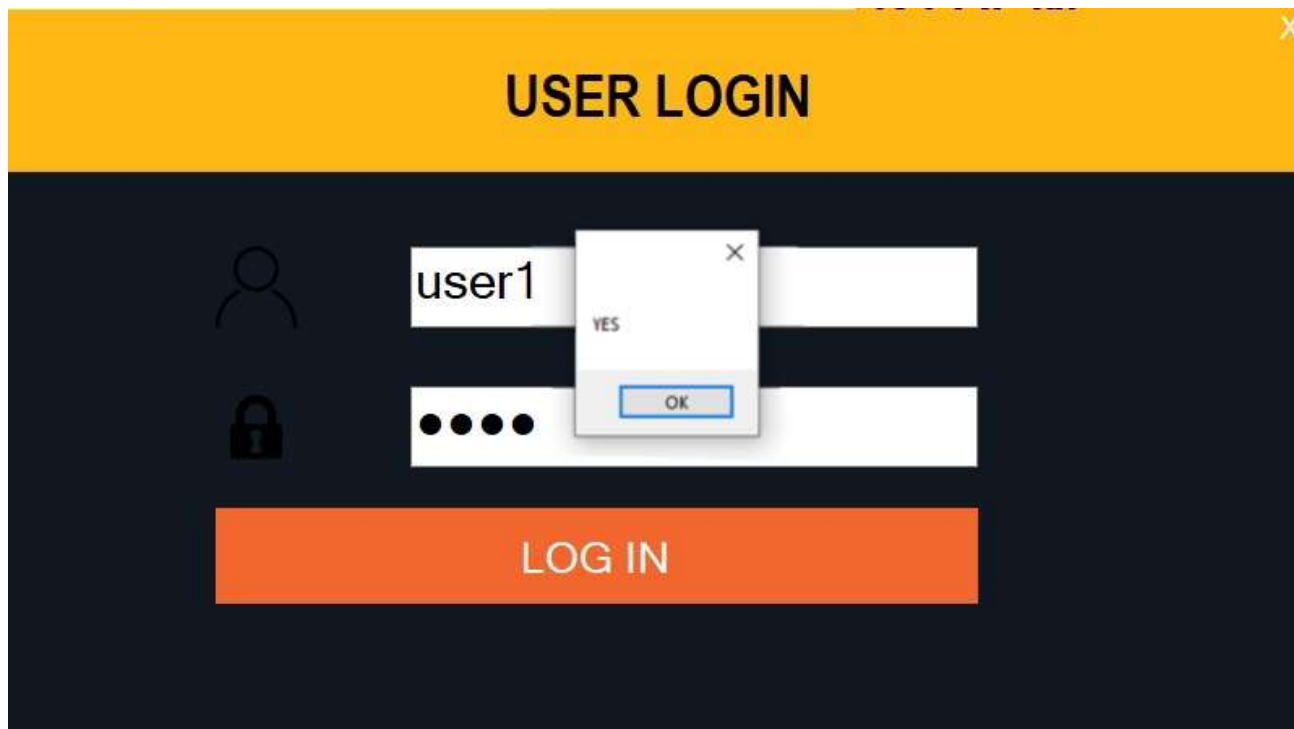 X
USER LOGIN
user1
YES
OK
LOG IN